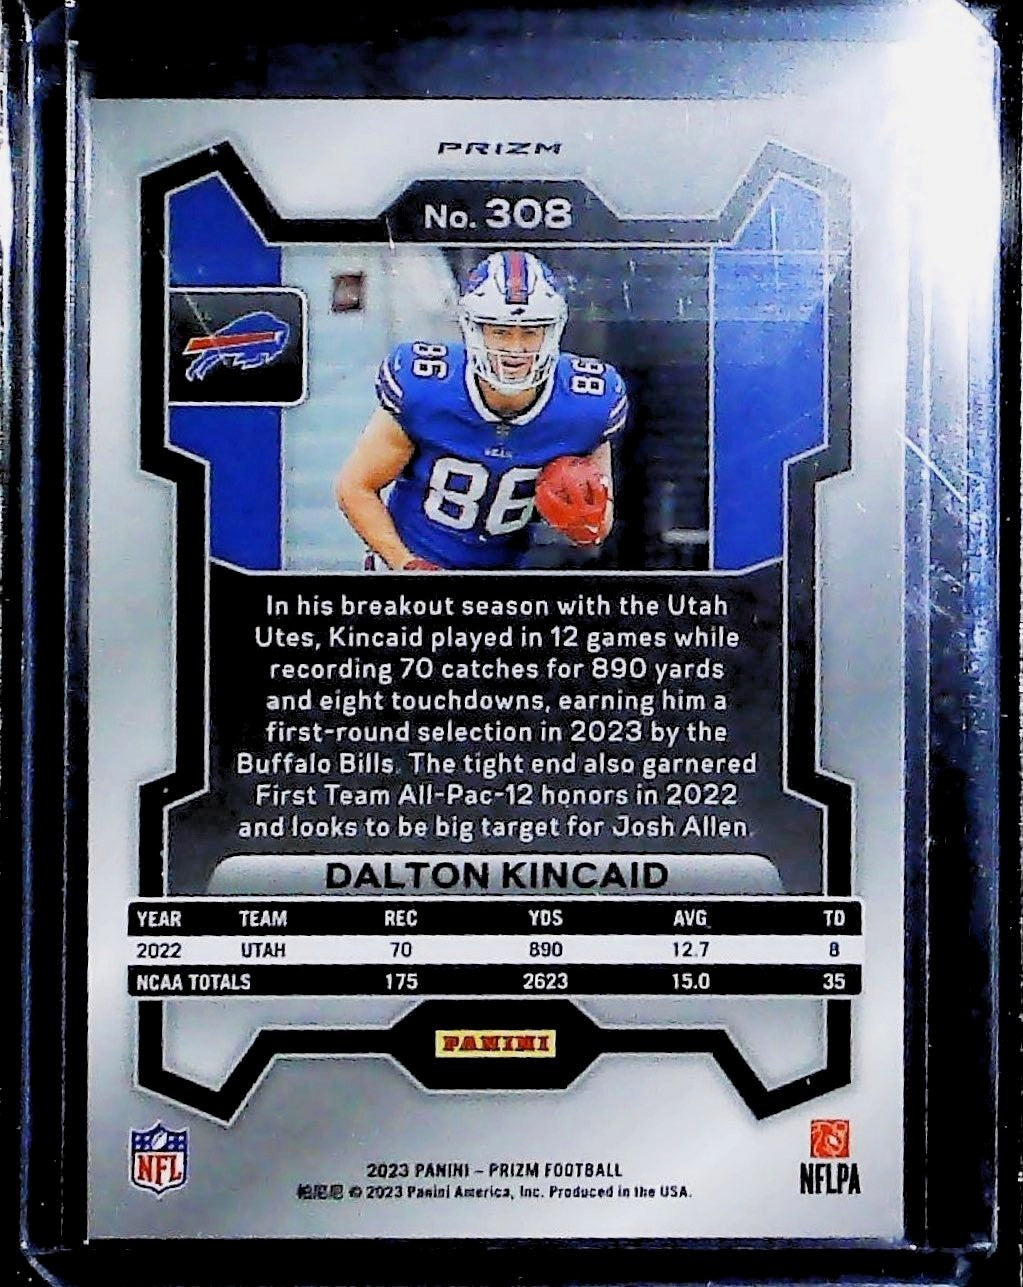 PRIZM
No. 308
86 86
86
In his breakout season with the Utah
Utes, Kincaid played in 12 games while
recording 70 catches for 890 yards
and eight touchdowns, earning him a
first-round selection in 2023 by the
Buffalo Bills. The tight end also garnered
First Team All-Pac-12 honors in 2022
and looks to be big target for Josh Allen.
DALTON KINCAID
YEAR TEAM REC YDS AVG. TD
2022 UTAH 70 890 12.7 8
NCAA TOTALS 175 2623 15.0 35
PANINI
NFL
NFLPA
2023 PANINI – PRIZM FOOTBALL
帕尼尼 © 2023 Panini America, Inc. Produced in the USA.